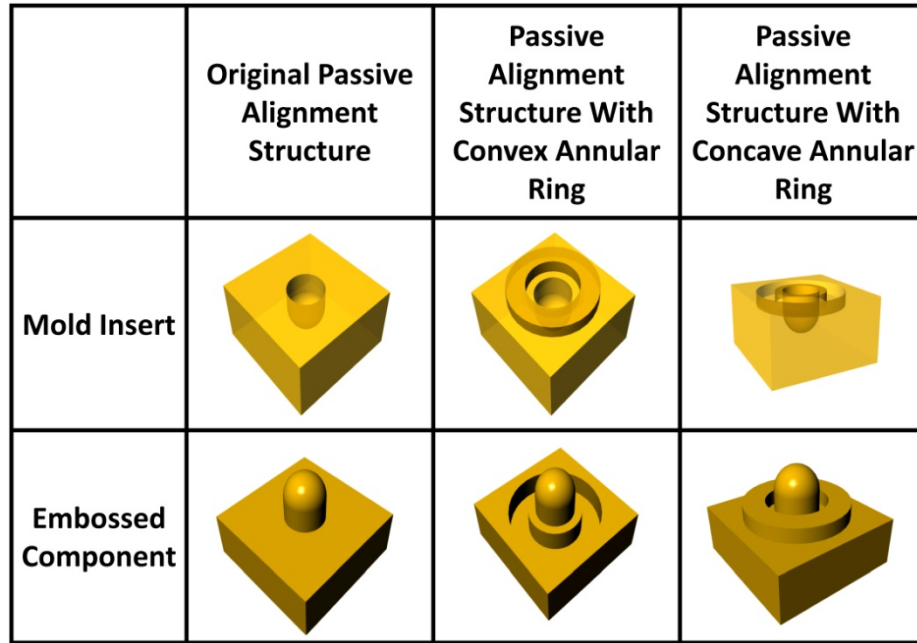 Original Passive
Alignment
Structure
Passive
Alignment
Structure With
Convex Annular
Ring
Passive
Alignment
Structure With
Concave Annular
Ring
Mold Insert
Embossed
Component